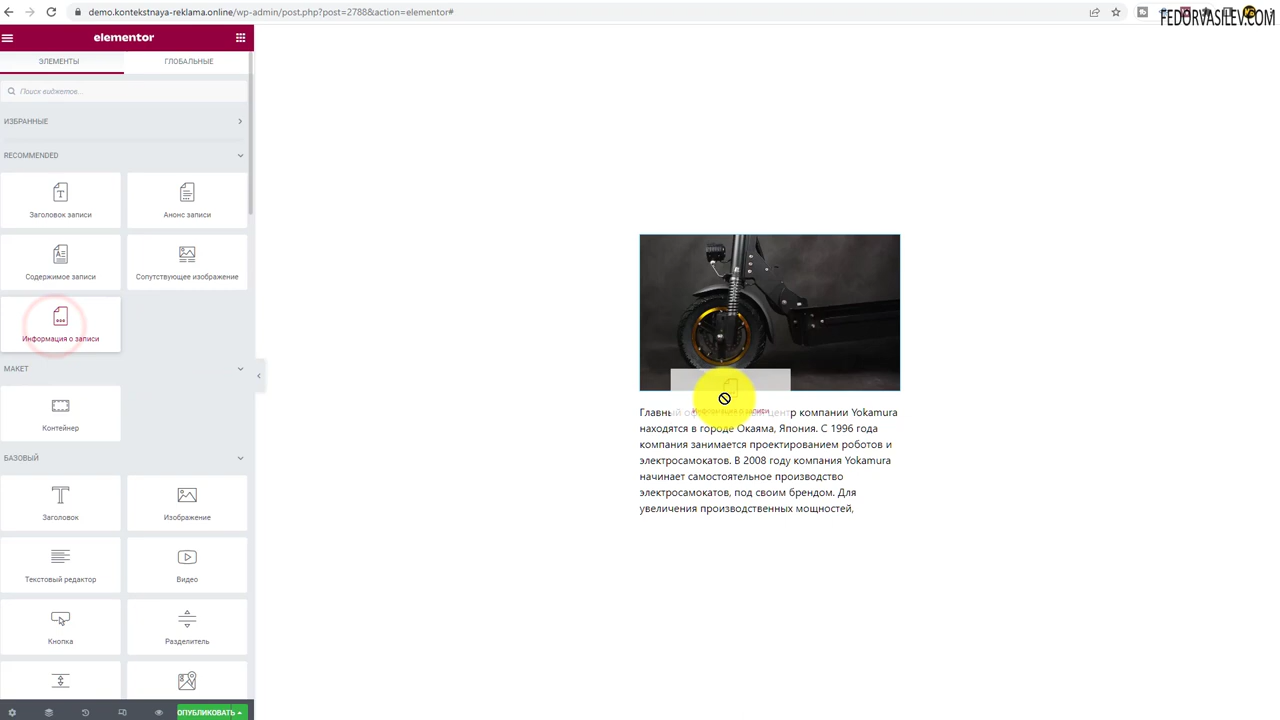 demo.kontekstnaya-reklama.online/wp-admin/post.php?post=2788&action=elementor#
FEDORVASILEV.COM
elementor
ЭЛЕМЕНТЫ
ГЛОБАЛЬНЫЕ
Поиск виджетов...
ИЗБРАННЫЕ
RECOMMENDED
Заголовок записи
Анонс записи
Содержимое записи
Сопутствующее изображение
Информация о записи
МАКЕТ
Контейнер
БАЗОВЫЙ
Заголовок
Изображение
Текстовый редактор
Видео
Кнопка
Разделитель
ОПУБЛИКОВАТЬ
Информация о записи
Главный компании Yokamura
находятся в городе Окаяма, Япония. С 1996 года
компания занимается проектированием роботов и
электросамокатов. В 2008 году компания Yokamura
начинает самостоятельное производство
электросамокатов, под своим брендом. Для
увеличения производственных мощностей,